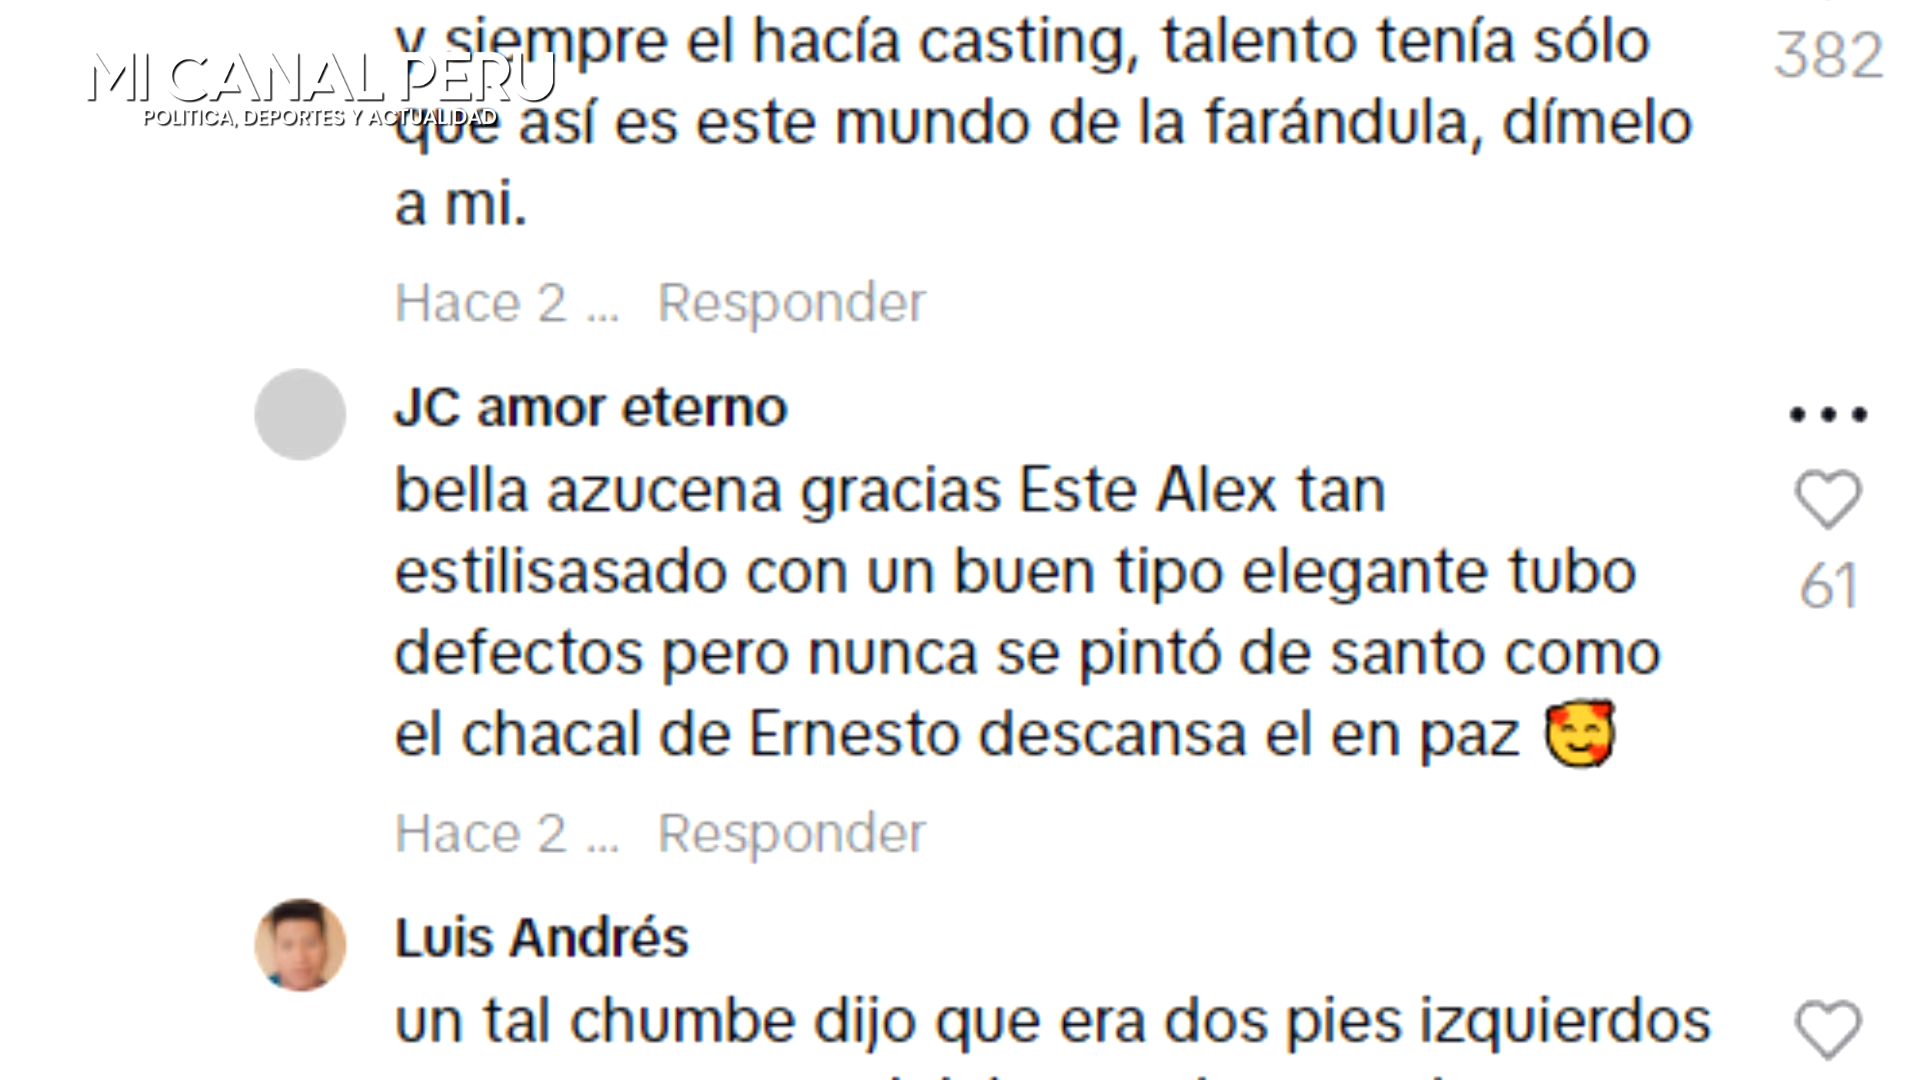 y siempre el hacía casting, talento tenía sólo
382
MI CANAL PERU
POLITICA, DEPORTES Y ACTUALIDAD
que así es este mundo de la farándula, dímelo
a mi.
Hace 2 ... Responder
JC amor eterno
bella azucena gracias Este Alex tan
estilisasado con un buen tipo elegante tubo
61
defectos pero nunca se pintó de santo como
el chacal de Ernesto descansa el en paz 🥰
Hace 2 ... Responder
Luis Andrés
un tal chumbe dijo que era dos pies izquierdos